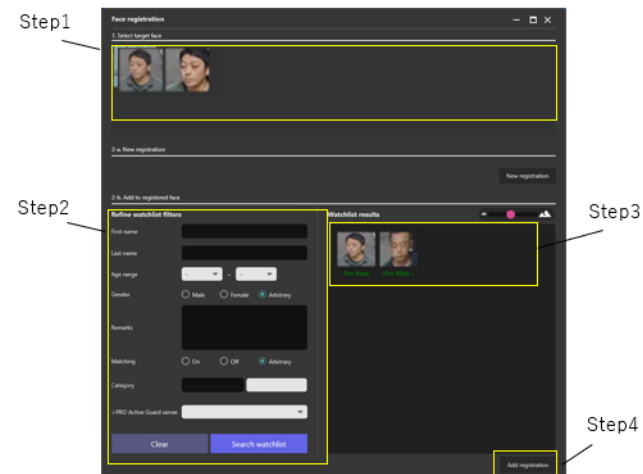 Step1
Face registration
1. Select target face
2-a. New registration
New registration
2-b. Add to registered face
Step2
Refine watchlist filters
Watchlist results
Step3
First name
Last name
Age range - – -
Gender Male Female Arbitrary
Remarks
Matching On Off Arbitrary
Category
i-PRO Active Guard server
Clear Search watchlist
Step4
Add registration